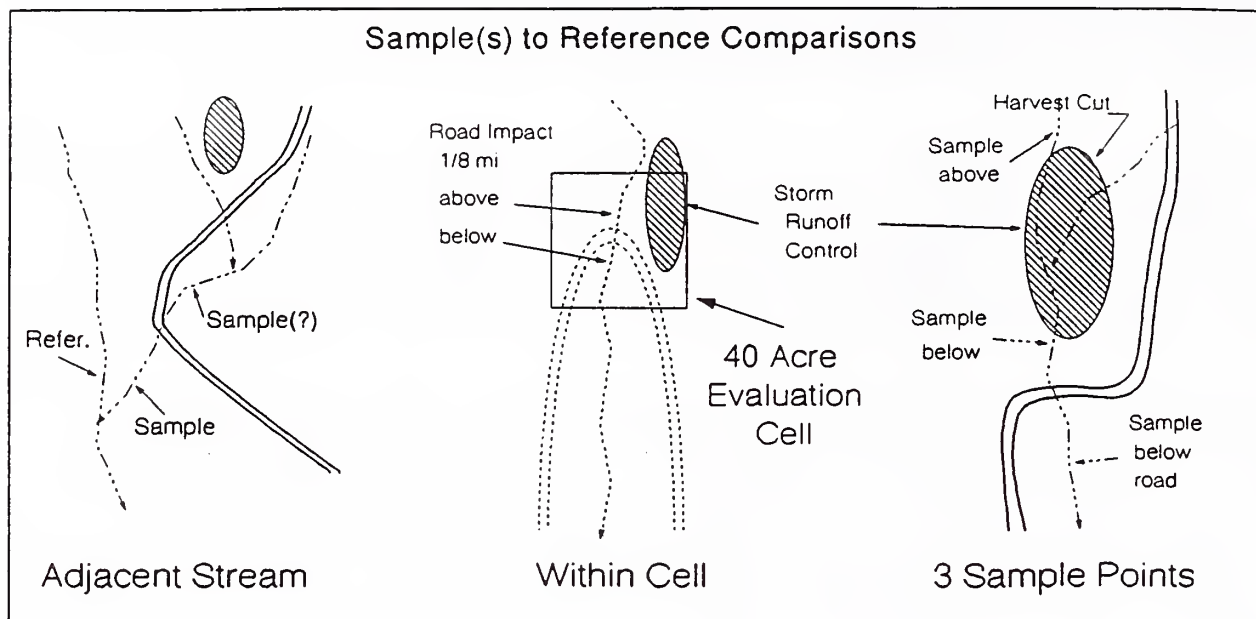 Sample(s) to Reference Comparisons
Refer.
Sample
Sample(?)
Adjacent Stream
Road Impact
1/8 mi
above
below
Storm
Runoff
Control
40 Acre
Evaluation
Cell
Within Cell
Harvest Cut
Sample
above
Sample
below
Sample
below
road
3 Sample Points